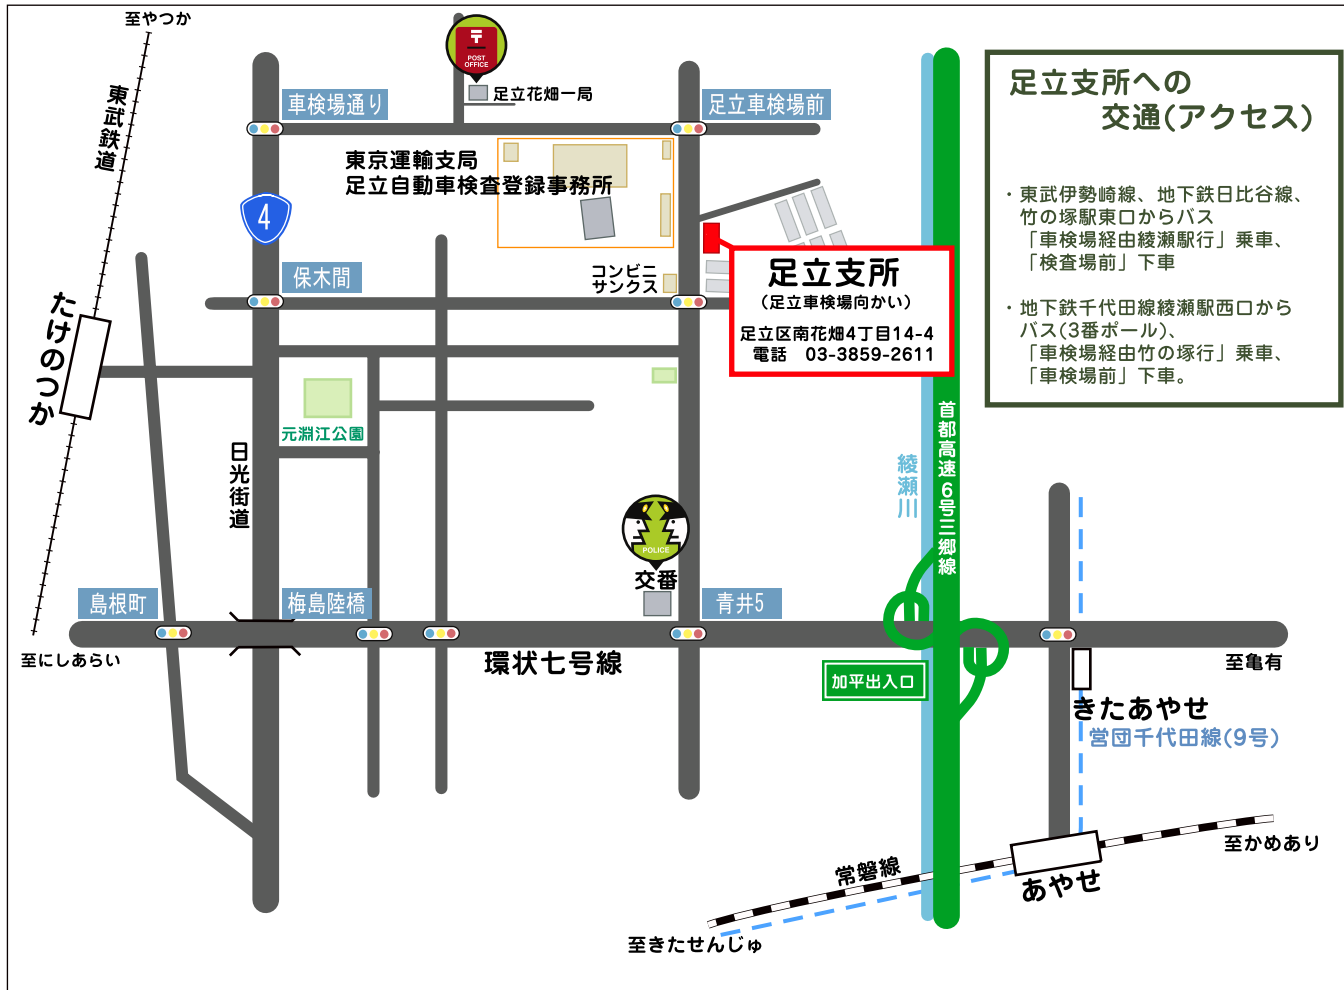 至やつか
東武鉄道
車検場通り
〒
POST
OFFICE
足立花畑一局
足立車検場前
足立支所への
交通(アクセス)
東京運輸支局
足立自動車検査登録事務所
4
・東武伊勢崎線、地下鉄日比谷線、
竹の塚駅東口からバス
「車検場経由綾瀬駅行」乗車、
「検査場前」下車
・地下鉄千代田線綾瀬駅西口から
バス(3番ポール)、
「車検場経由竹の塚行」乗車、
「車検場前」下車。
保木間
コンビニ
サンクス
足立支所
(足立車検場向かい)
足立区南花畑4丁目14-4
電話　03-3859-2611
たけのつか
元淵江公園
日光街道
綾瀬川
首都高速6号三郷線
POLICE
交番
島根町
梅島陸橋
青井5
至にしあらい
環状七号線
加平出入口
至亀有
きたあやせ
営団千代田線(9号)
至かめあり
常磐線
あやせ
至きたせんじゅ